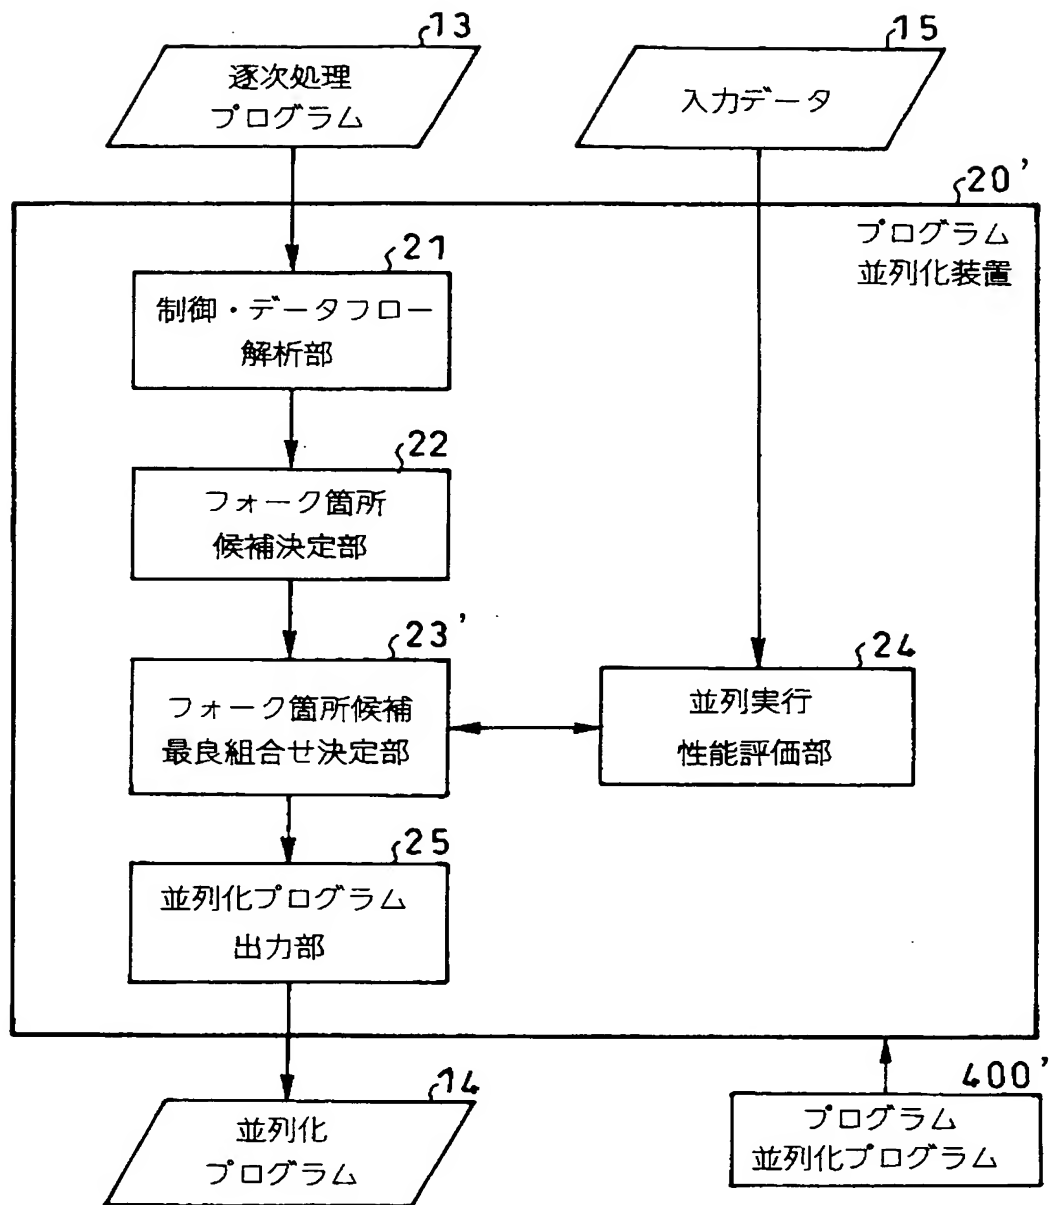 13
逐次処理
プログラム
15
入力データ
20'
プログラム
並列化装置
21
制御・データフロー
解析部
22
フォーク箇所
候補決定部
23'
フォーク箇所候補
最良組合せ決定部
24
並列実行
性能評価部
25
並列化プログラム
出力部
14
並列化
プログラム
400'
プログラム
並列化プログラム